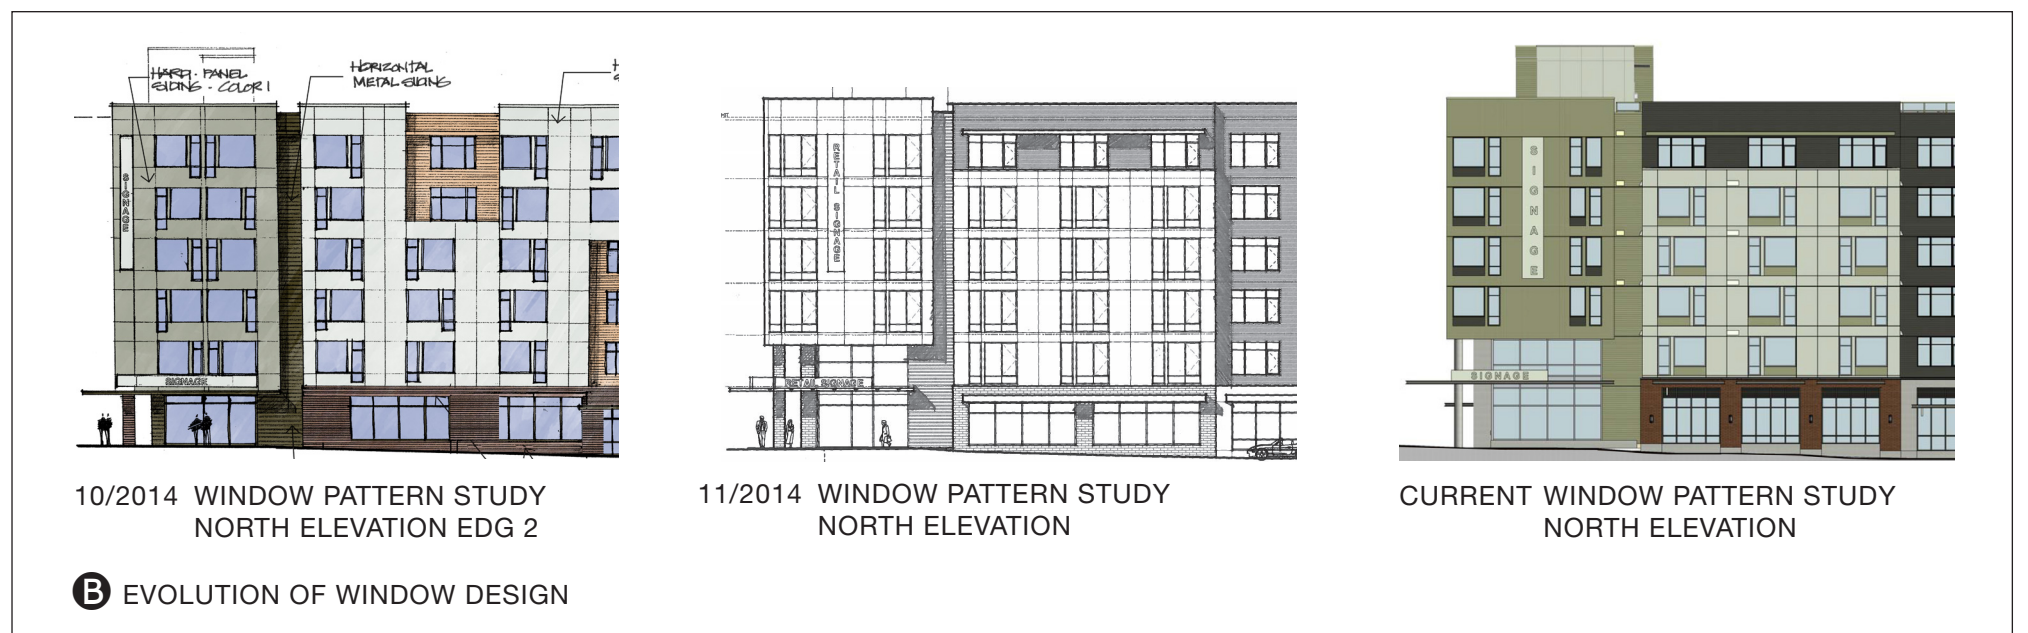 HARDI-PANEL
SIDING - COLOR 1
HORIZONTAL
METAL SIDING
SIGNAGE
SIGNAGE
10/2014 WINDOW PATTERN STUDY
NORTH ELEVATION EDG 2
RETAIL SIGNAGE
RETAIL SIGNAGE
11/2014 WINDOW PATTERN STUDY
NORTH ELEVATION
SIGNAGE
SIGNAGE
CURRENT WINDOW PATTERN STUDY
NORTH ELEVATION
B EVOLUTION OF WINDOW DESIGN